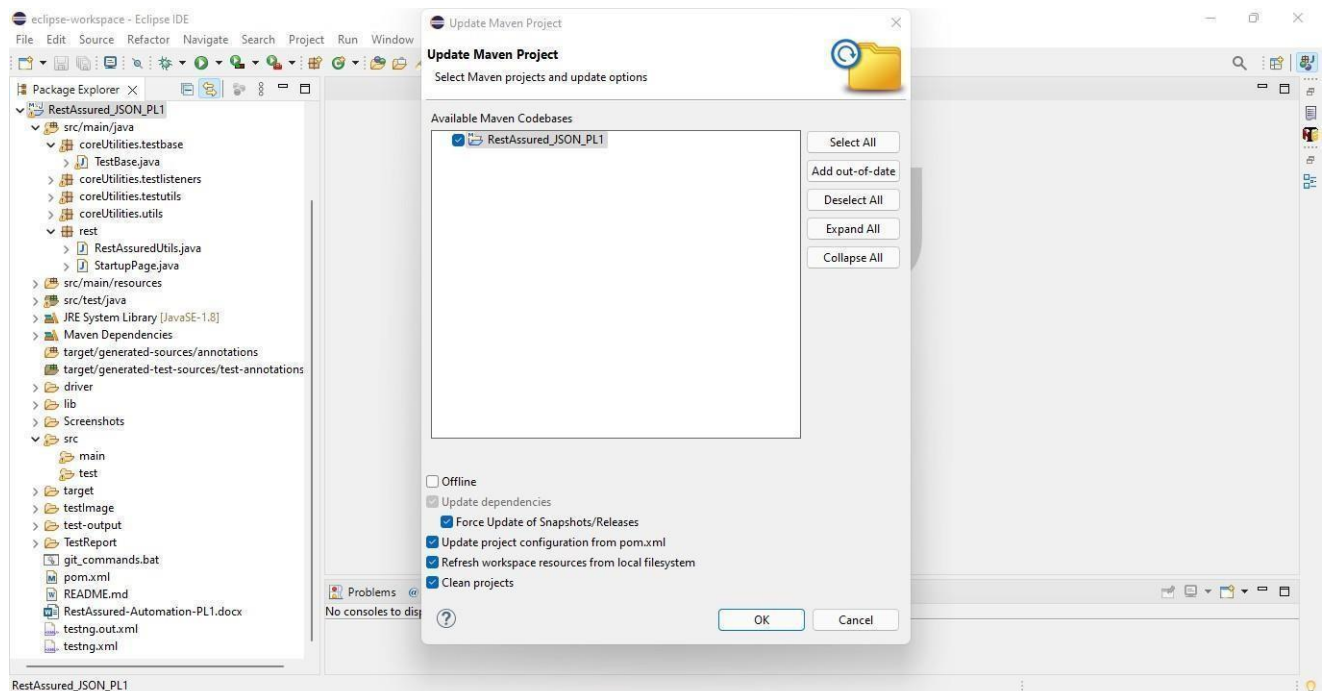 eclipse-workspace - Eclipse IDE
File Edit Source Refactor Navigate Search Project Run Window
Package Explorer
RestAssured_JSON_PL1
src/main/java
coreUtilities.testbase
TestBase.java
coreUtilities.testlisteners
coreUtilities.testutils
coreUtilities.utils
rest
RestAssuredUtils.java
StartupPage.java
src/main/resources
src/test/java
JRE System Library [JavaSE-1.8]
Maven Dependencies
target/generated-sources/annotations
target/generated-test-sources/test-annotations
driver
lib
Screenshots
src
main
test
target
testImage
test-output
TestReport
git_commands.bat
pom.xml
README.md
RestAssured-Automation-PL1.docx
testng.out.xml
testng.xml
RestAssured_JSON_PL1
Update Maven Project
Update Maven Project
Select Maven projects and update options
Available Maven Codebases
RestAssured_JSON_PL1
Select All
Add out-of-date
Deselect All
Expand All
Collapse All
Offline
Update dependencies
Force Update of Snapshots/Releases
Update project configuration from pom.xml
Refresh workspace resources from local filesystem
Clean projects
OK Cancel
Problems @
No consoles to disp